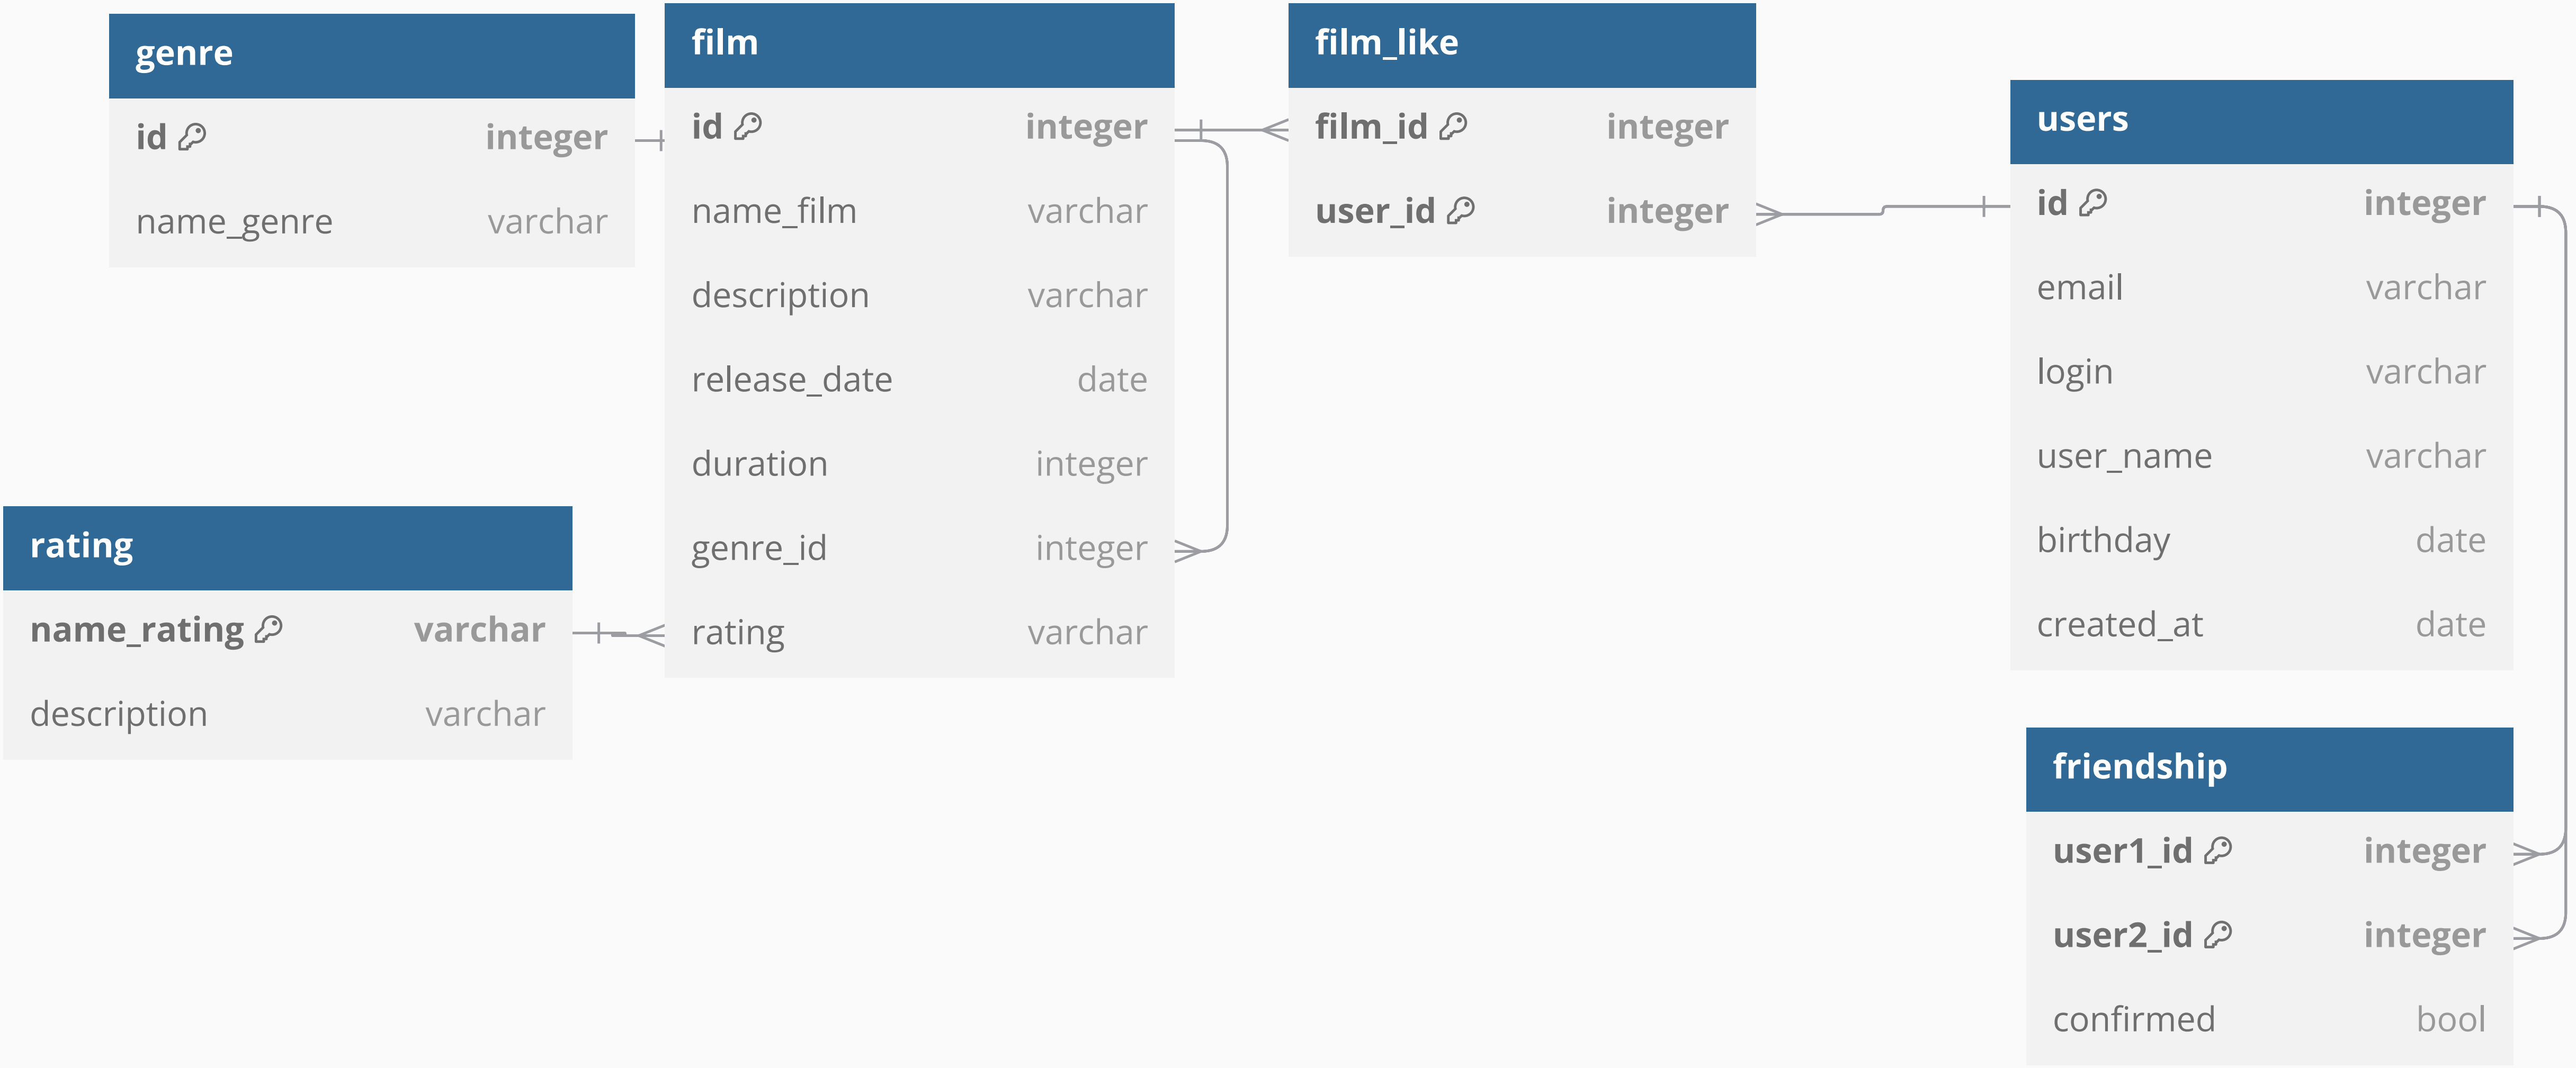 genre
id integer
name_genre varchar
film
id integer
name_film varchar
description varchar
release_date date
duration integer
genre_id integer
rating varchar
film_like
film_id integer
user_id integer
users
id integer
email varchar
login varchar
user_name varchar
birthday date
created_at date
rating
name_rating varchar
description varchar
friendship
user1_id integer
user2_id integer
confirmed bool